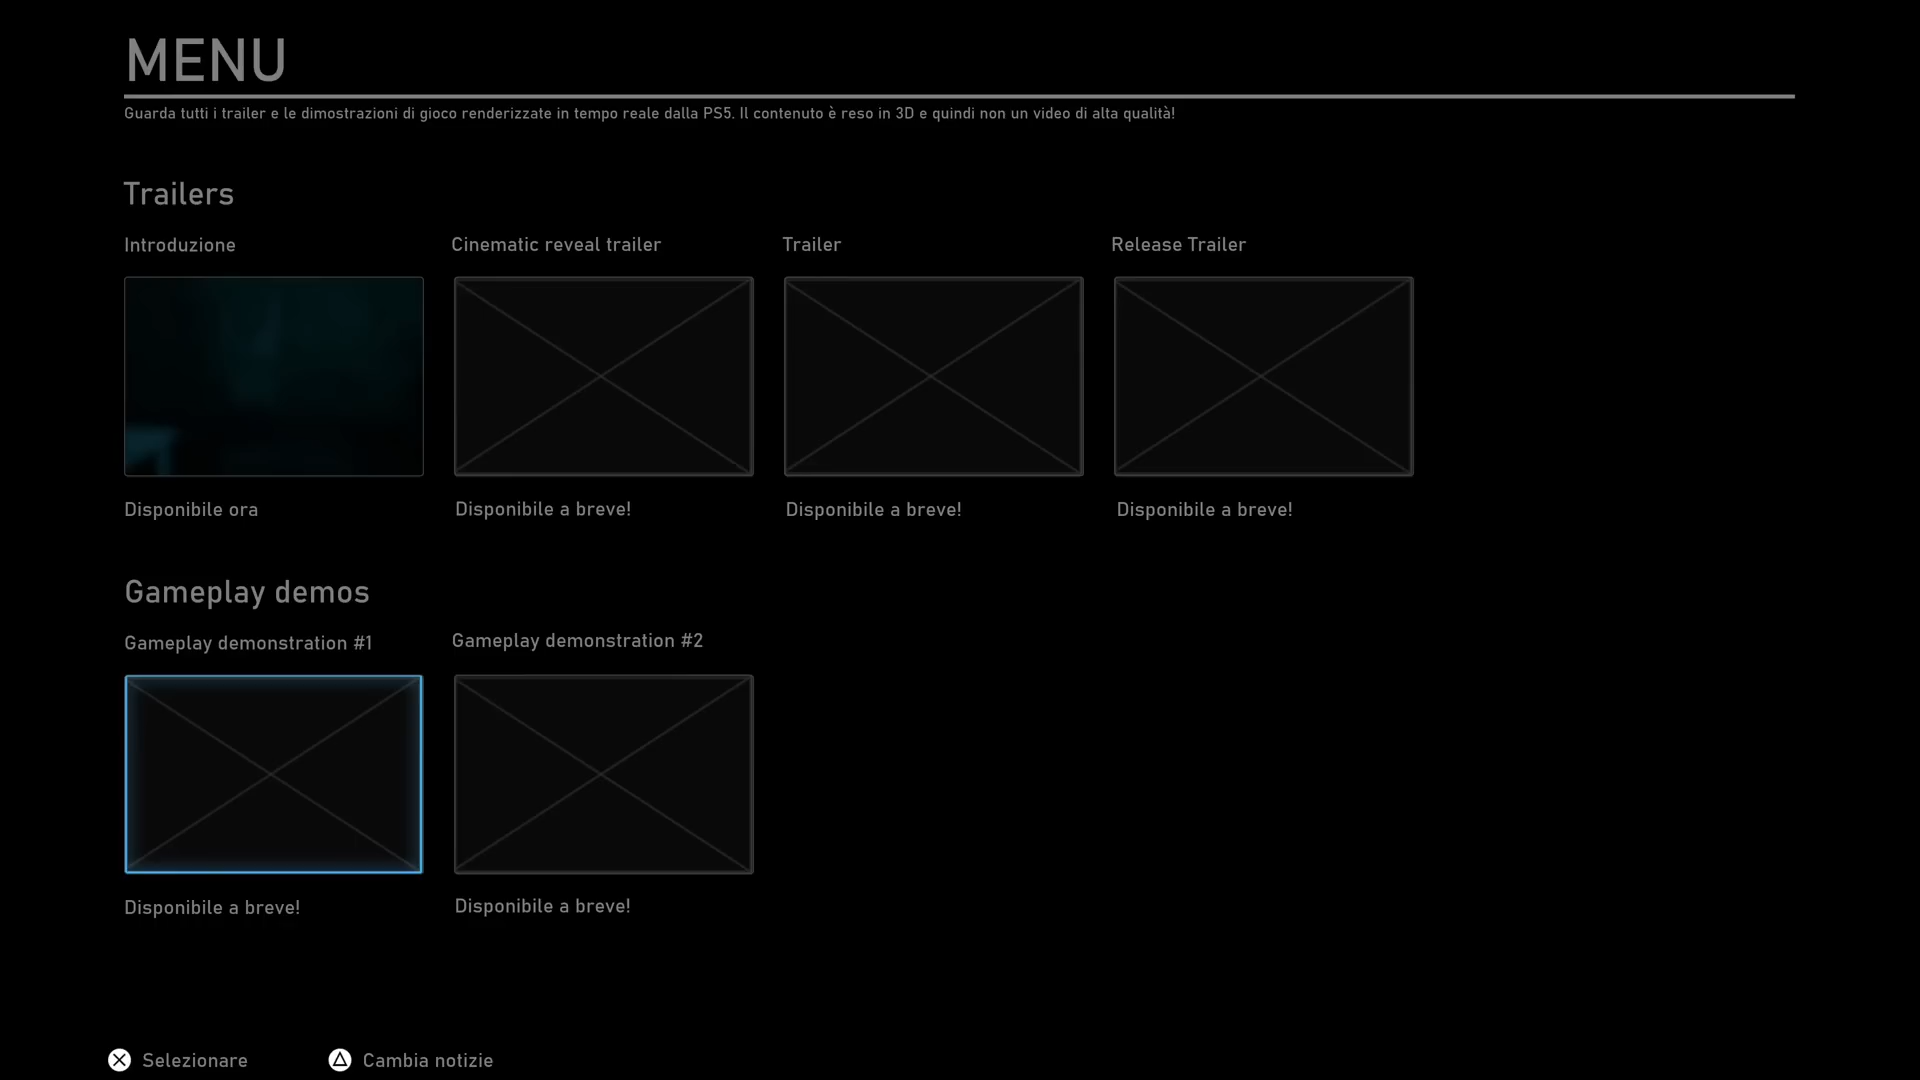 MENU
Guarda tutti i trailer e le dimostrazioni di gioco renderizzate in tempo reale dalla PS5. Il contenuto è reso in 3D e quindi non un video di alta qualità!
Trailers
Introduzione
Cinematic reveal trailer
Trailer
Release Trailer
Disponibile ora
Disponibile a breve!
Disponibile a breve!
Disponibile a breve!
Gameplay demos
Gameplay demonstration #1
Gameplay demonstration #2
Disponibile a breve!
Disponibile a breve!
Selezionare
Cambia notizie